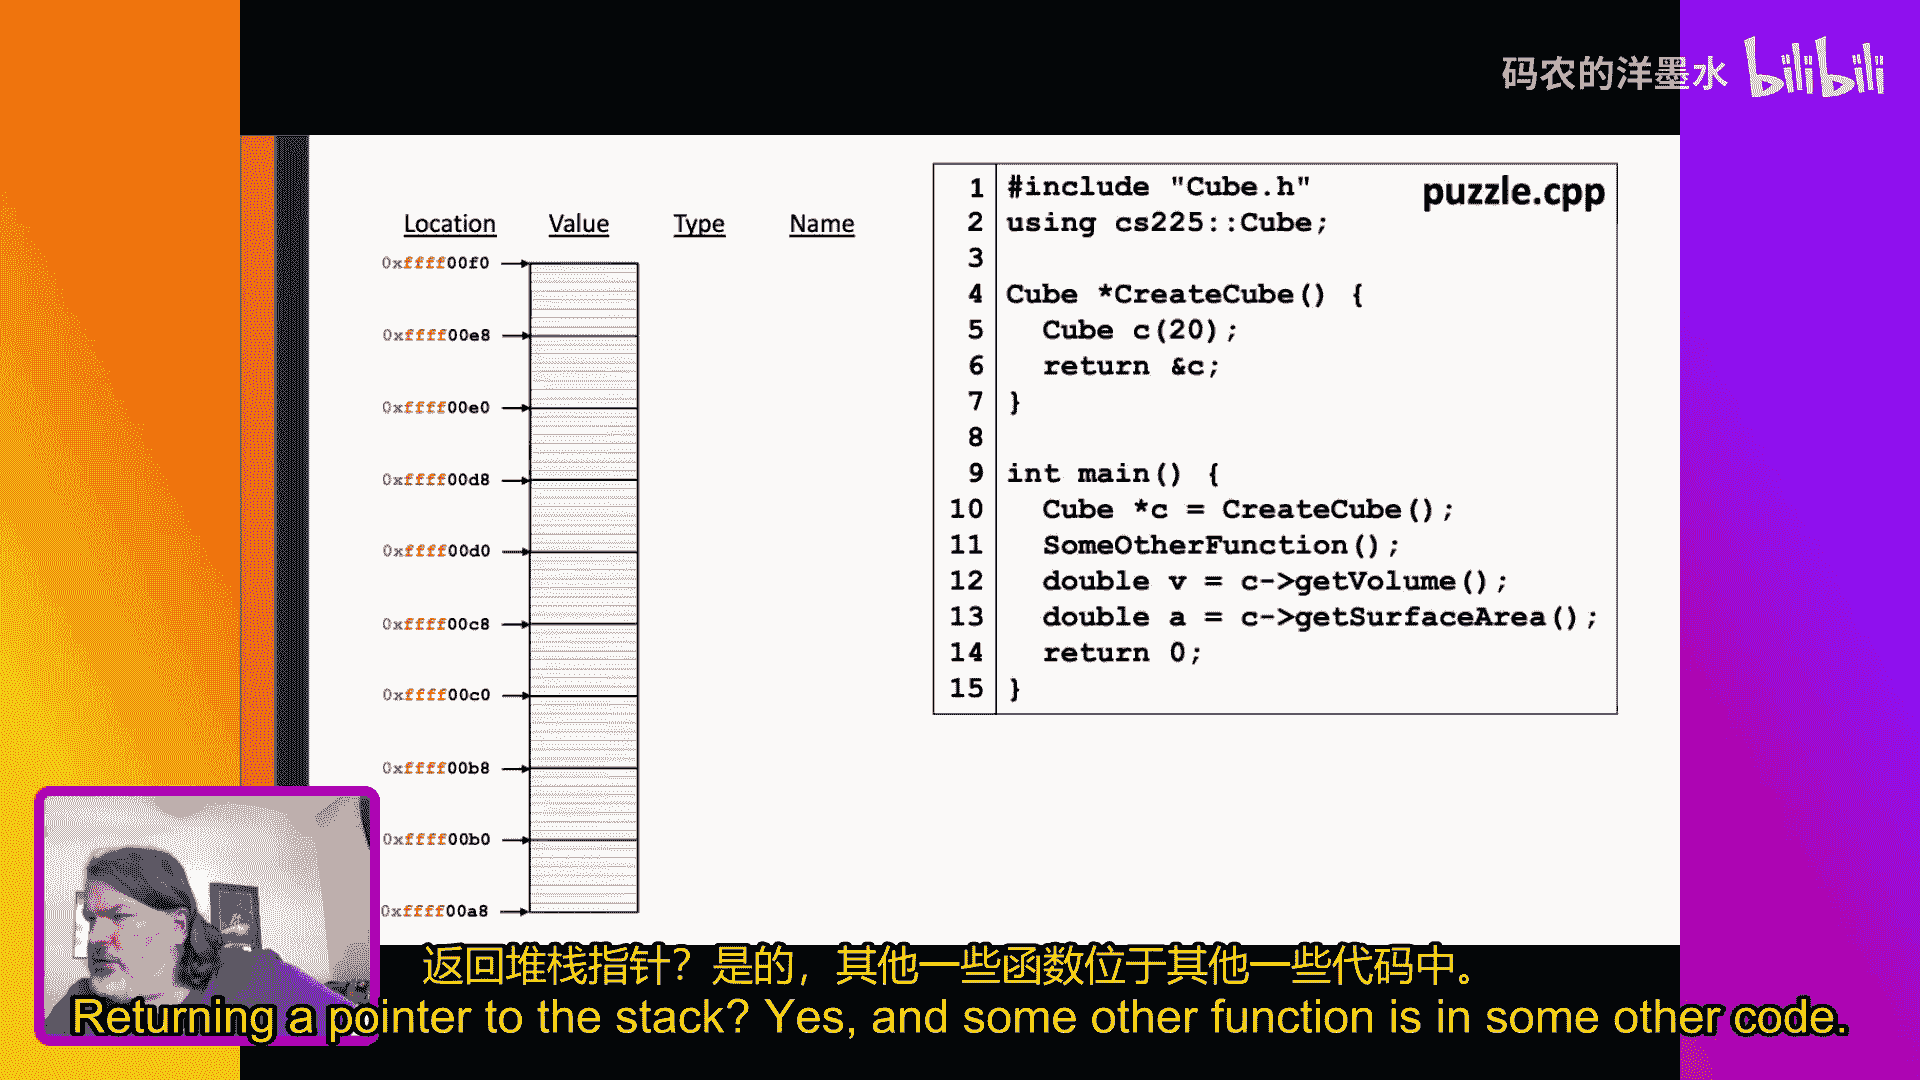 码农的洋墨水 bilibili
Location Value Type Name
0xffff00f0
0xffff00e8
0xffff00e0
0xffff00d8
0xffff00d0
0xffff00c8
0xffff00c0
0xffff00b8
0xffff00b0
0xffff00a8
puzzle.cpp
1 #include "Cube.h"
2 using cs225::Cube;
3
4 Cube *CreateCube() {
5   Cube c(20);
6   return &c;
7 }
8
9 int main() {
10   Cube *c = CreateCube();
11   SomeOtherFunction();
12   double v = c->getVolume();
13   double a = c->getSurfaceArea();
14   return 0;
15 }
返回堆栈指针？是的，其他一些函数位于其他一些代码中。
Returning a pointer to the stack? Yes, and some other function is in some other code.